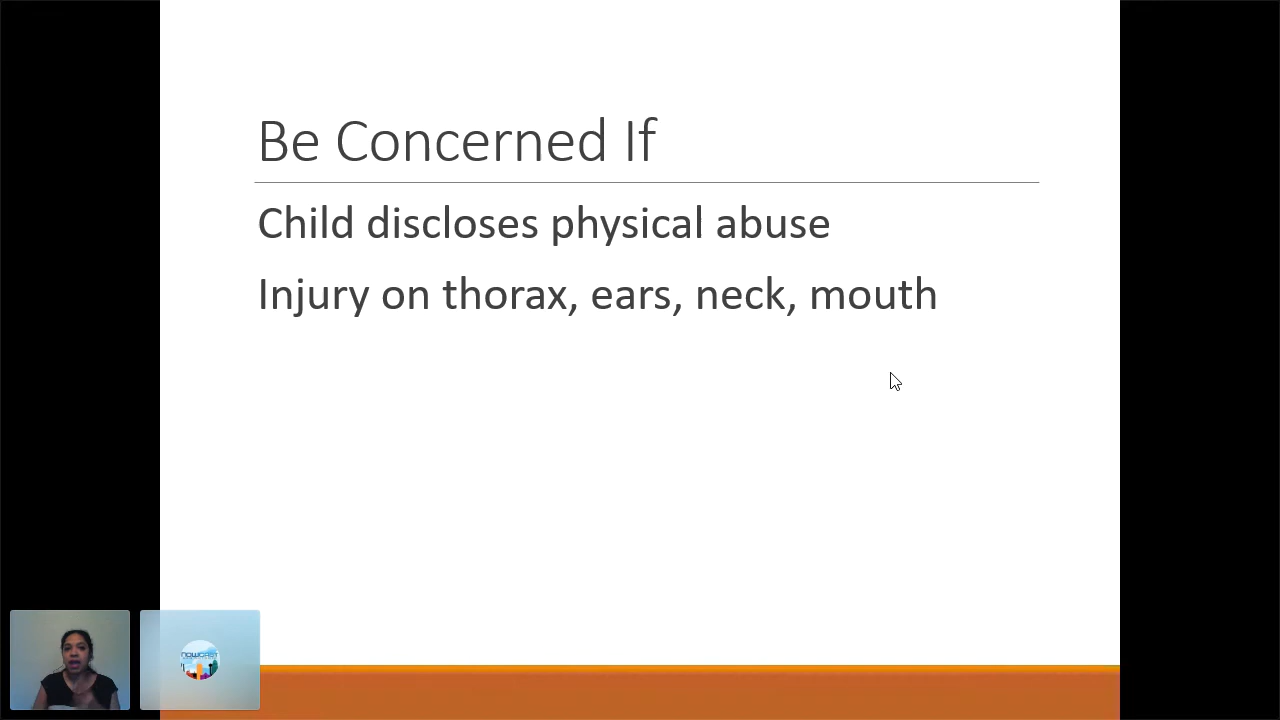 Be Concerned If
Child discloses physical abuse
Injury on thorax, ears, neck, mouth